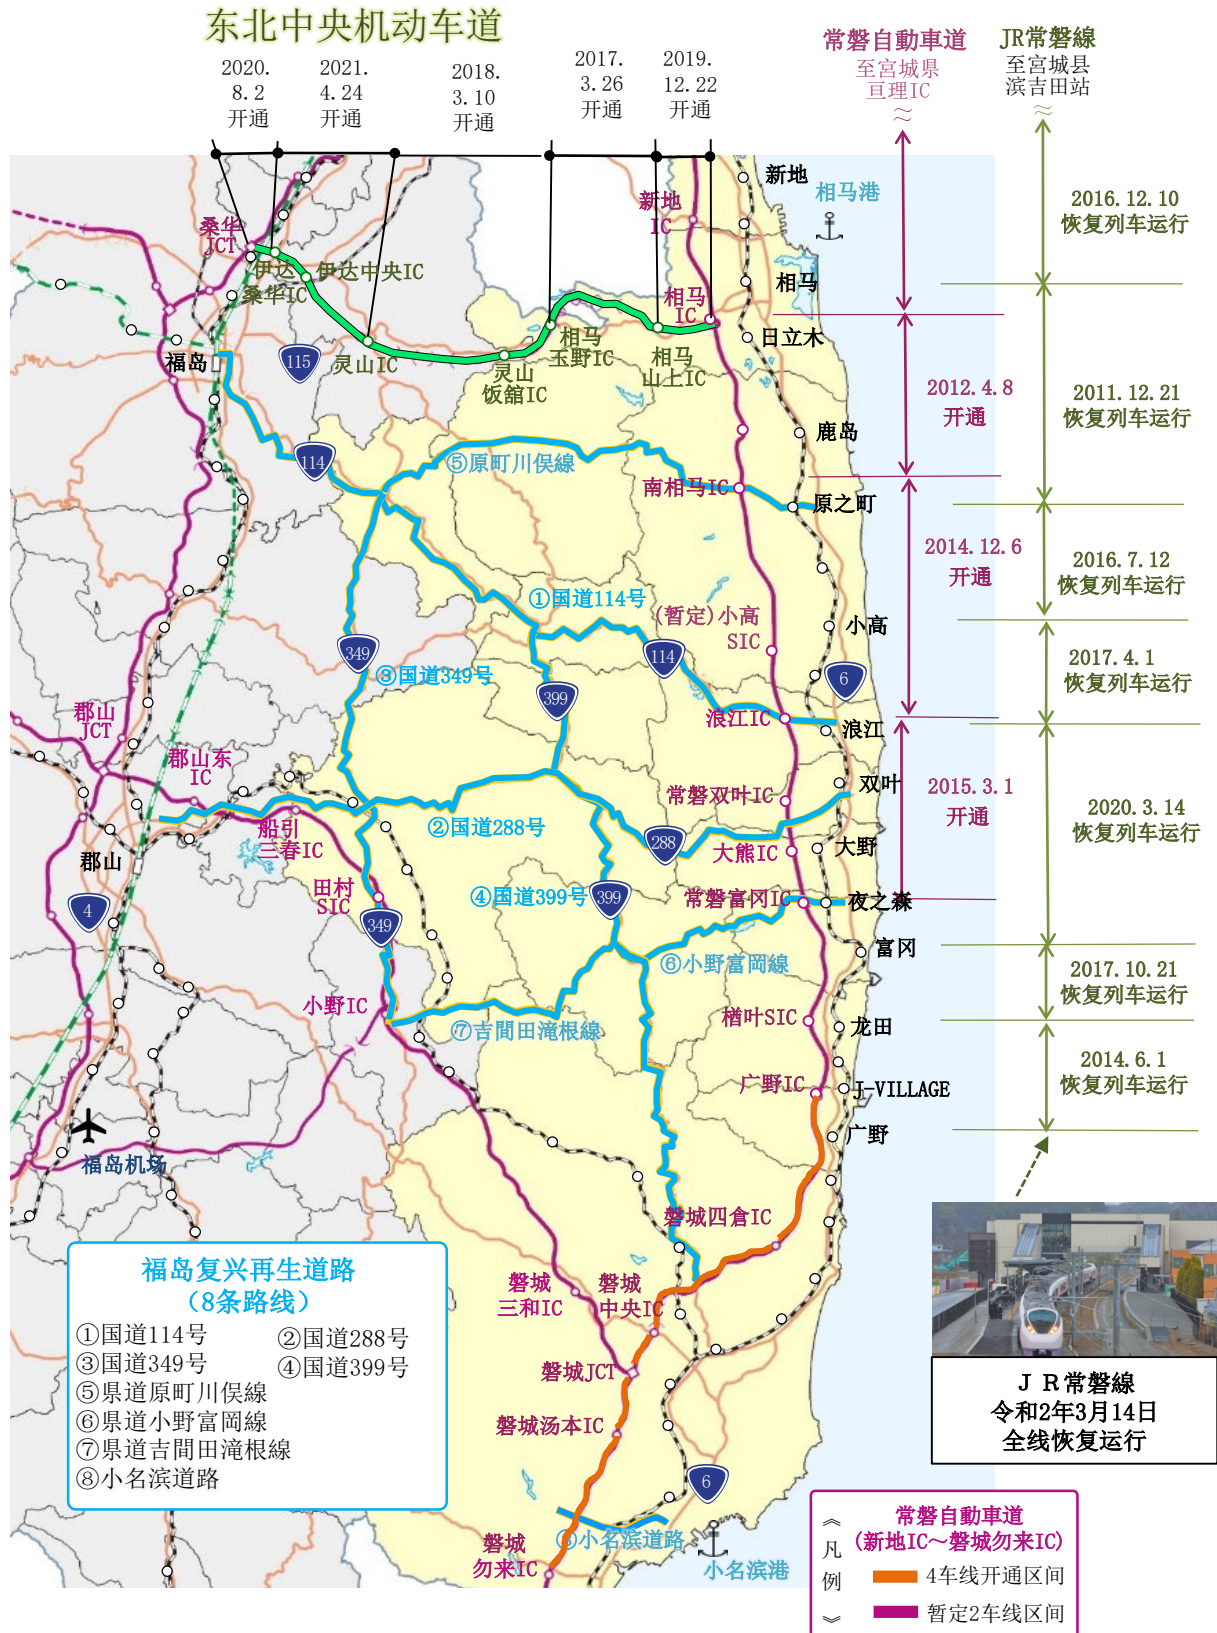 东北中央机动车道
2020.
8.2
开通
2021.
4.24
开通
2018.
3.10
开通
2017.
3.26
开通
2019.
12.22
开通
常磐自動車道
至宮城県
亘理IC
JR常磐線
至宫城县
滨吉田站
新地
新地
IC
相马港
2016.12.10
恢复列车运行
桑华
JCT
伊达
桑华IC
伊达中央IC
相马
相马
IC
日立木
福岛
115
灵山IC
灵山
饭舘IC
相马
玉野IC
相马
山上IC
2012.4.8
开通
2011.12.21
恢复列车运行
鹿岛
114
⑤原町川俣線
南相马IC
原之町
2014.12.6
开通
2016.7.12
恢复列车运行
①国道114号
(暂定)小高
SIC
小高
349
③国道349号
114
6
399
2017.4.1
恢复列车运行
郡山
JCT
浪江IC
浪江
郡山东
IC
常磐双叶IC
双叶
2015.3.1
开通
2020.3.14
恢复列车运行
船引
三春IC
②国道288号
288
大熊IC
大野
郡山
田村
SIC
④国道399号
399
常磐富冈IC
夜之森
4
349
⑥小野富岡線
富冈
小野IC
⑦吉間田滝根線
楢叶SIC
龙田
2017.10.21
恢复列车运行
广野IC
J-VILLAGE
2014.6.1
恢复列车运行
广野
福岛机场
磐城四倉IC
福岛复兴再生道路
（8条路线）
①国道114号
②国道288号
③国道349号
④国道399号
⑤県道原町川俣線
⑥県道小野富岡線
⑦県道吉間田滝根線
⑧小名滨道路
磐城
三和IC
磐城
中央IC
磐城JCT
磐城汤本IC
ＪＲ常磐線
令和2年3月14日
全线恢复运行
6
⑧小名滨道路
磐城
勿来IC
小名滨港
《凡例》
常磐自動車道
(新地IC～磐城勿来IC)
4车线开通区间
暂定2车线区间